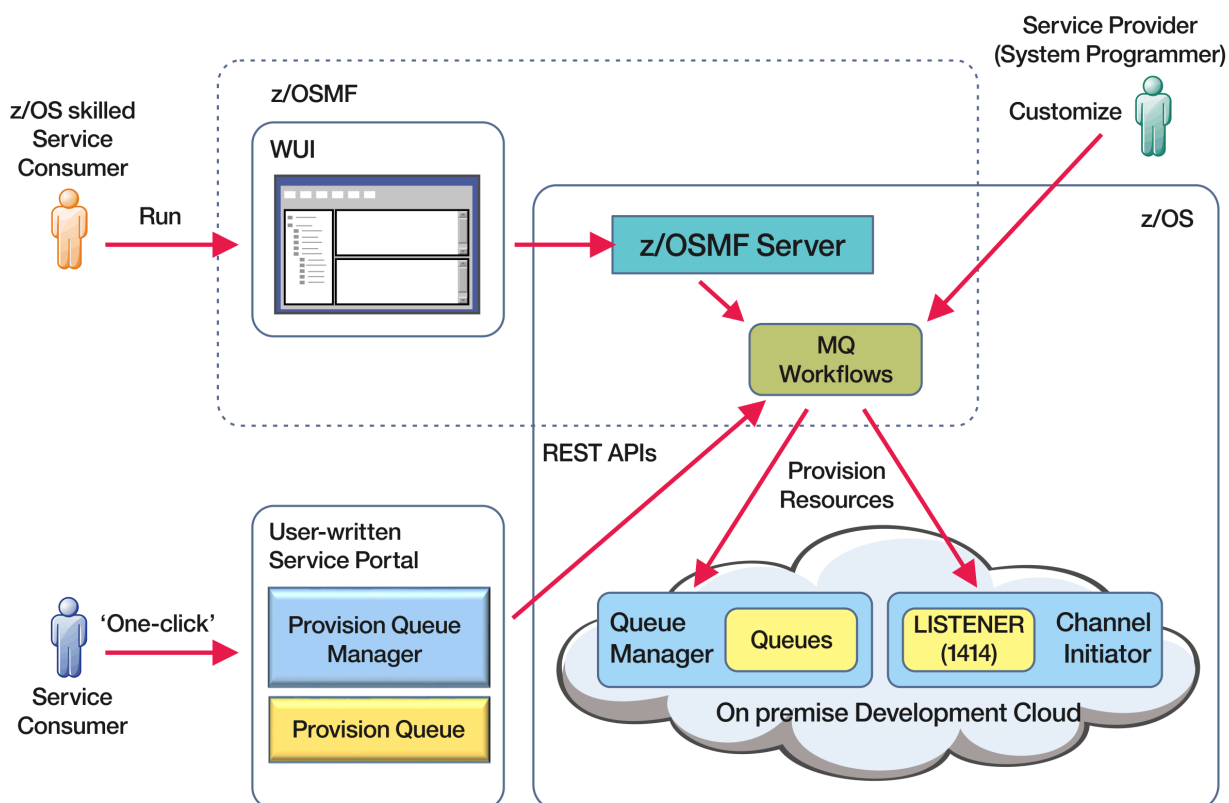 Service Provider
(System Programmer)
Customize
z/OSMF
z/OS skilled
Service
Consumer
Run
WUI
z/OS
z/OSMF Server
MQ
Workflows
REST APIs
Provision
Resources
User-written
Service Portal
Provision Queue
Manager
Provision Queue
'One-click'
Service
Consumer
Queue
Manager
Queues
LISTENER
(1414)
Channel
Initiator
On premise Development Cloud